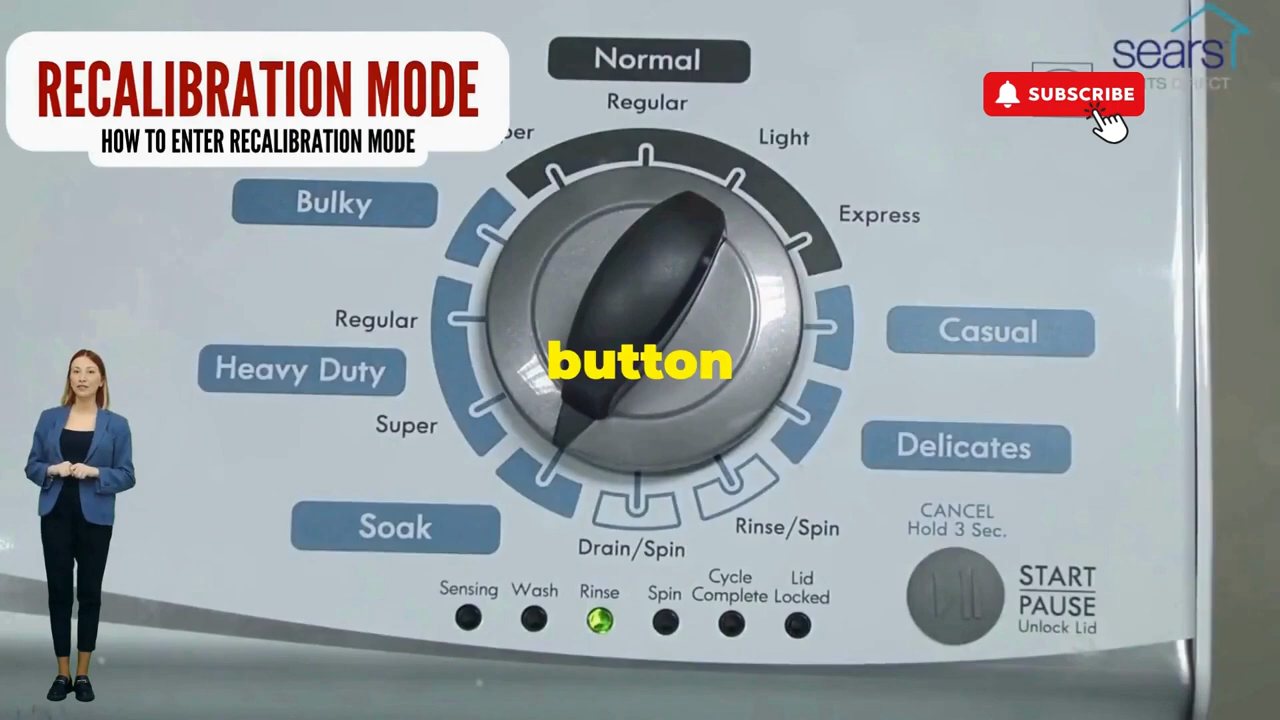 sears
RECALIBRATION MODE
HOW TO ENTER RECALIBRATION MODE
SUBSCRIBE
DIRECT
Normal
Regular
Light
Bulky
Express
Regular
Casual
Heavy Duty
button
Super
Delicates
Soak
CANCEL
Hold 3 Sec.
Rinse/Spin
Drain/Spin
Sensing
Wash
Rinse
Spin
Cycle
Complete
Lid
Locked
START
PAUSE
Unlock Lid